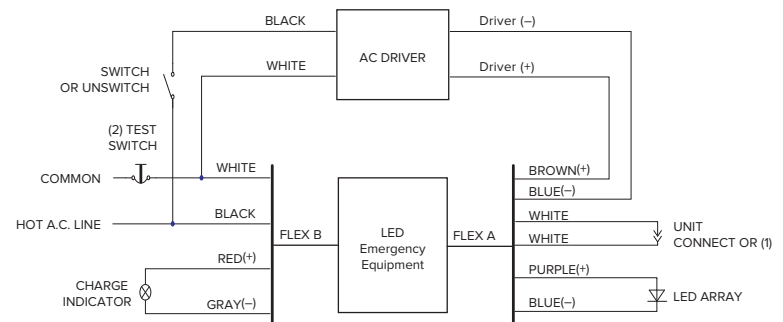 BLACK
Driver (–)
AC DRIVER
WHITE
Driver (+)
SWITCH
OR UNSWITCH
(2) TEST
SWITCH
COMMON
WHITE
BROWN(+)
BLUE(–)
HOT A.C. LINE
BLACK
FLEX B
LED
Emergency
Equipment
FLEX A
WHITE
WHITE
UNIT
CONNECT OR (1)
RED(+)
CHARGE
INDICATOR
GRAY(–)
PURPLE(+)
BLUE(–)
LED ARRAY